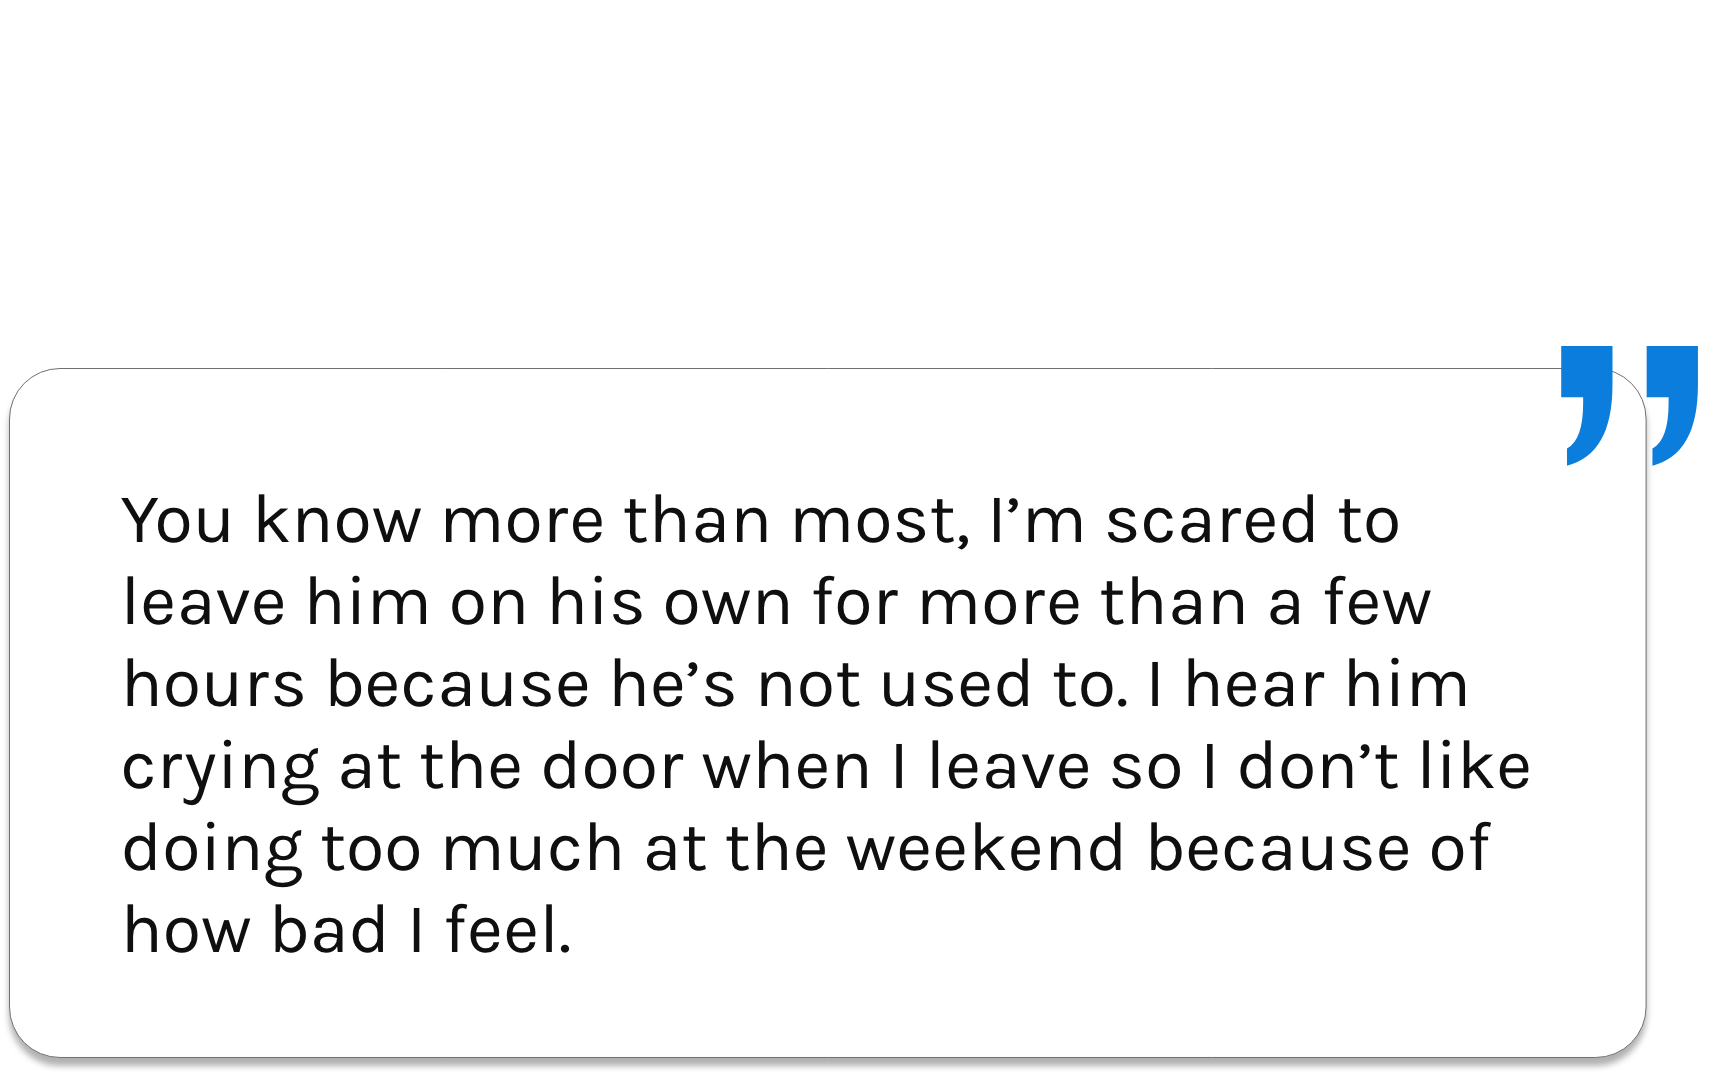 ”
You know more than most, I’m scared to
leave him on his own for more than a few
hours because he’s not used to. I hear him
crying at the door when I leave so I don’t like
doing too much at the weekend because of
how bad I feel.